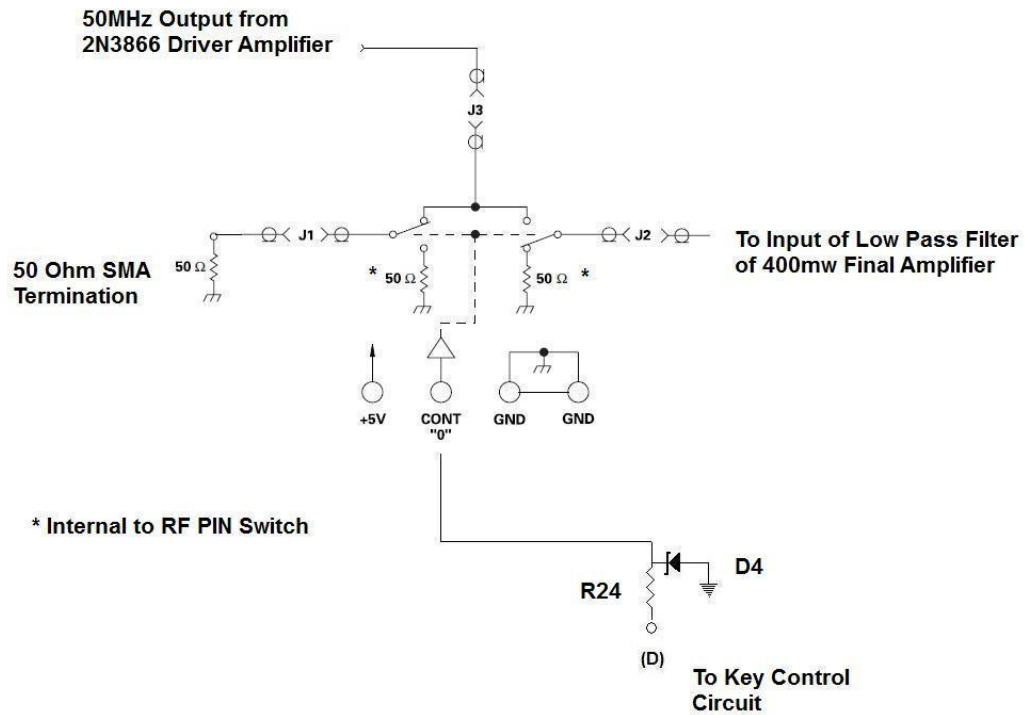 50MHz Output from
2N3866 Driver Amplifier
J3
J1
J2
50 Ω
* 50 Ω
50 Ω *
50 Ohm SMA
Termination
To Input of Low Pass Filter
of 400mw Final Amplifier
+5V
CONT
"0"
GND
GND
* Internal to RF PIN Switch
R24
D4
(D)
To Key Control
Circuit